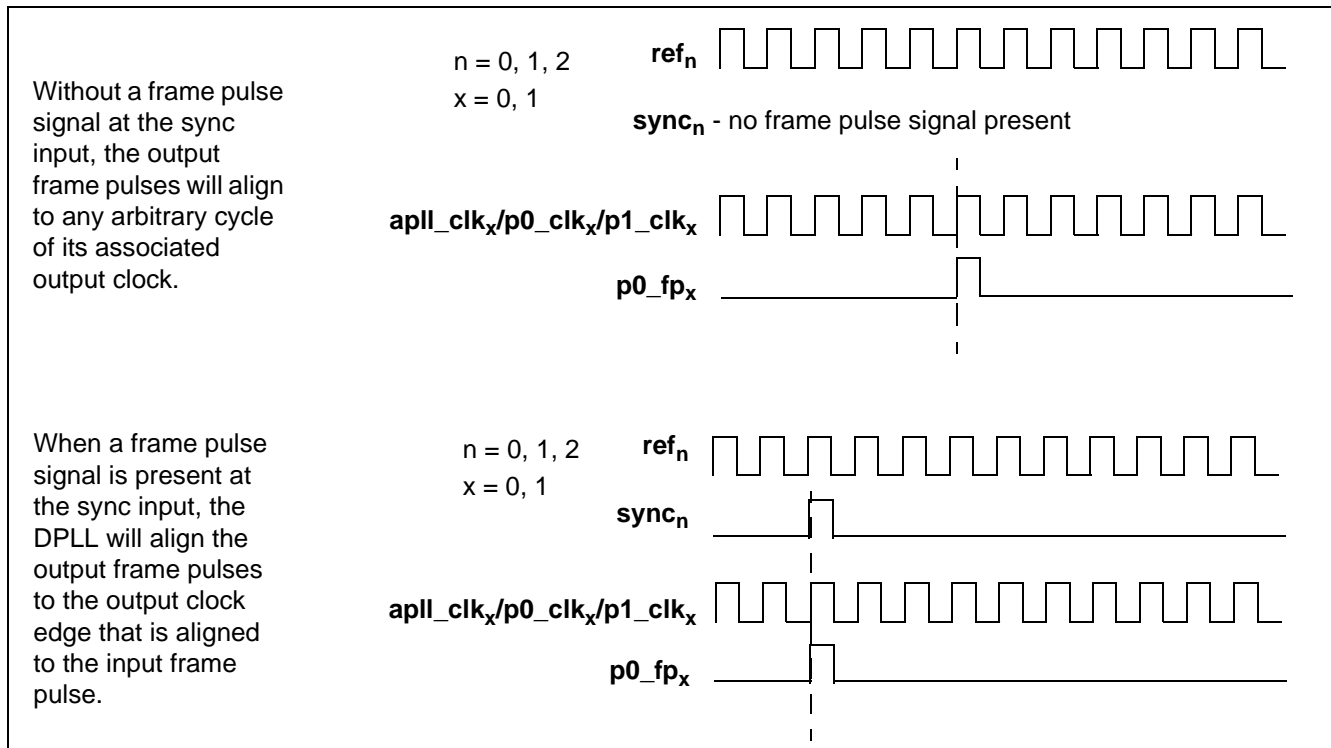 Without a frame pulse
signal at the sync
input, the output
frame pulses will align
to any arbitrary cycle
of its associated
output clock.
n = 0, 1, 2
x = 0, 1
refn
syncn - no frame pulse signal present
apll_clkx/p0_clkx/p1_clkx
p0_fpx
When a frame pulse
signal is present at
the sync input, the
DPLL will align the
output frame pulses
to the output clock
edge that is aligned
to the input frame
pulse.
n = 0, 1, 2
x = 0, 1
refn
syncn
apll_clkx/p0_clkx/p1_clkx
p0_fpx